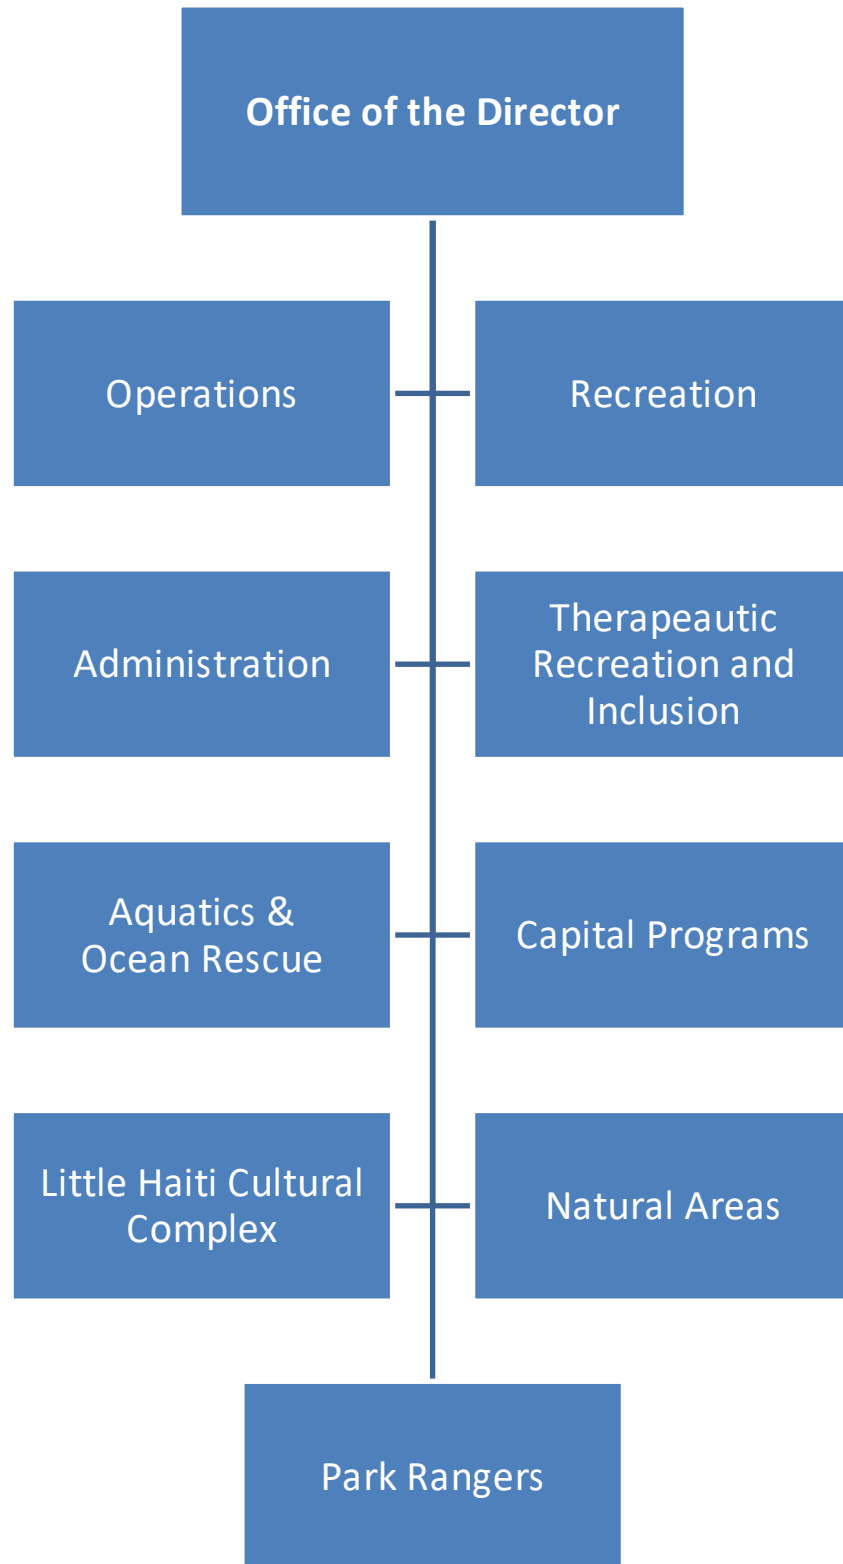 Office of the Director
Operations
Recreation
Administration
Therapeautic
Recreation and
Inclusion
Aquatics &
Ocean Rescue
Capital Programs
Little Haiti Cultural
Complex
Natural Areas
Park Rangers